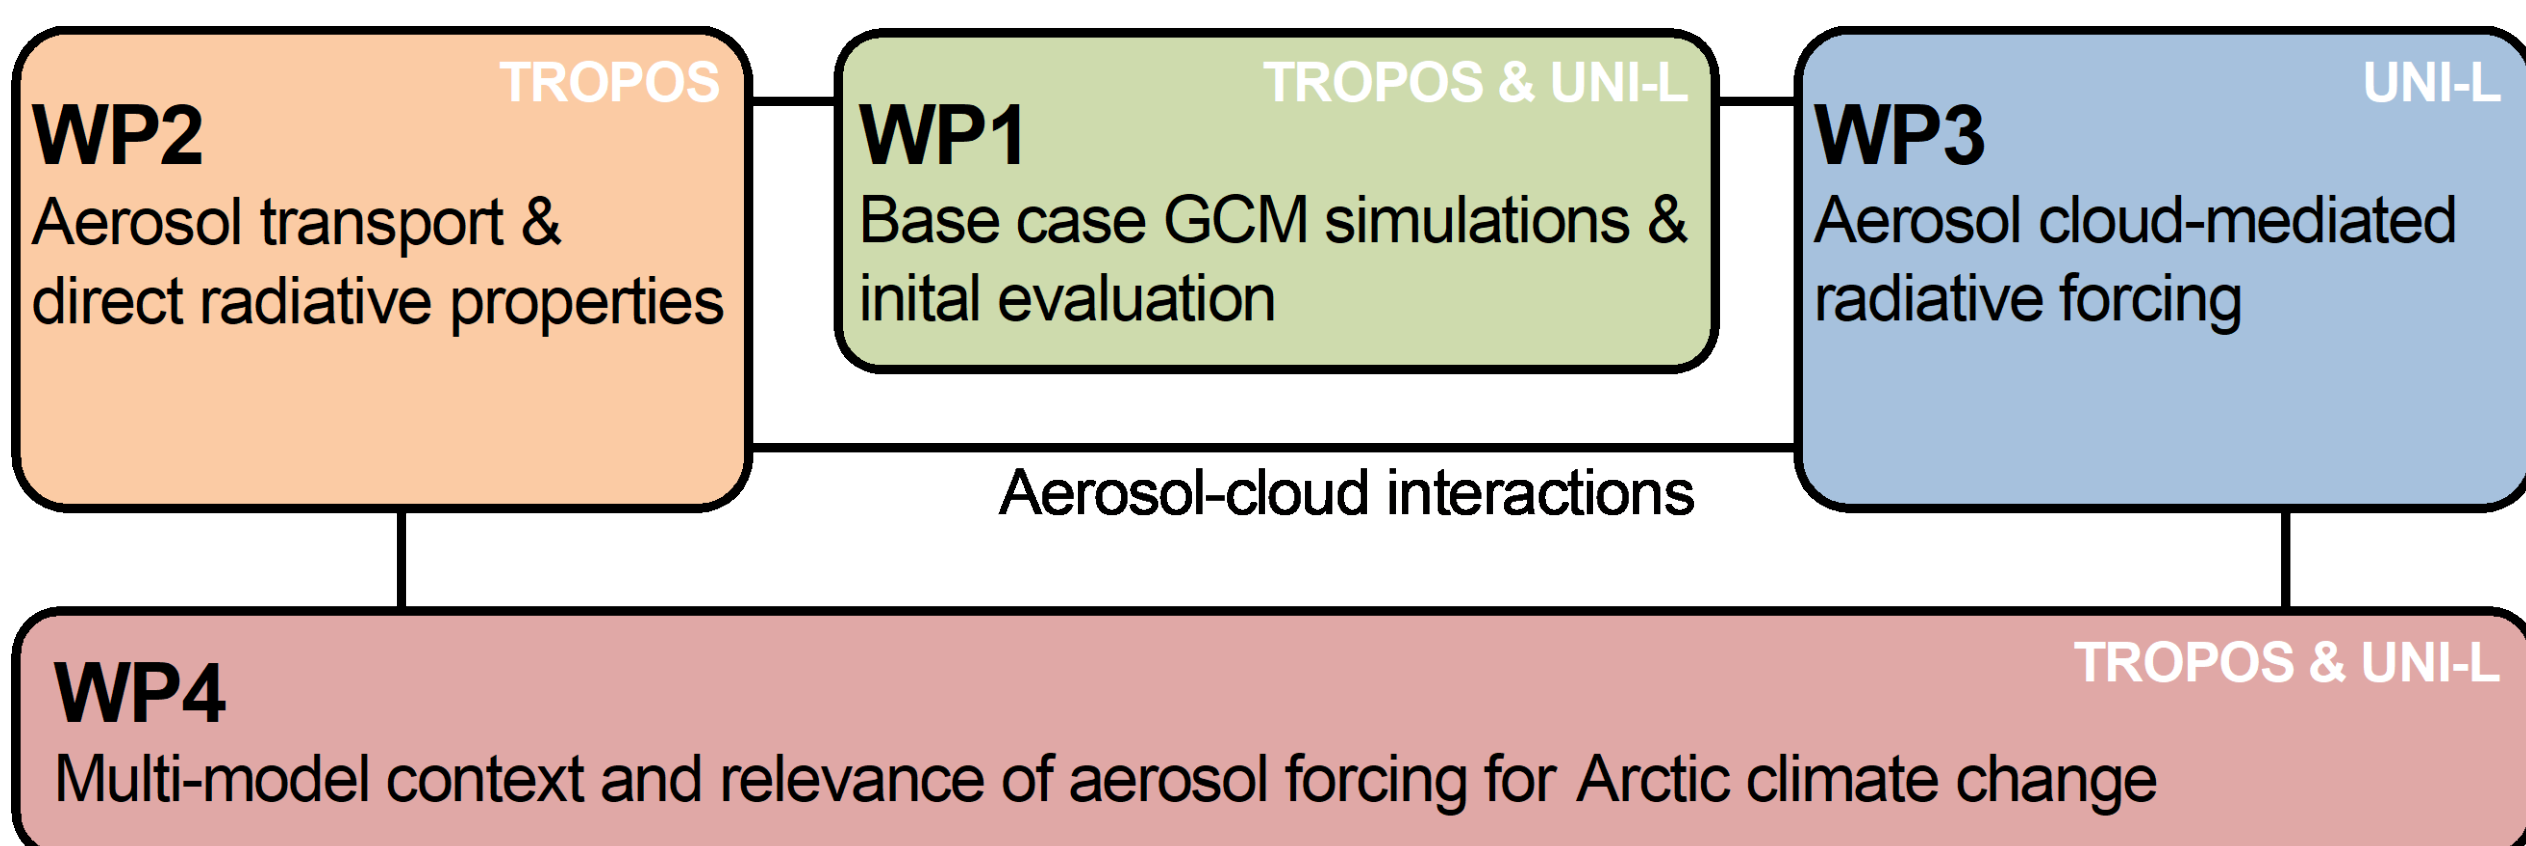 TROPOS
WP2
Aerosol transport &
direct radiative properties
TROPOS & UNI-L
WP1
Base case GCM simulations &
inital evaluation
UNI-L
WP3
Aerosol cloud-mediated
radiative forcing
Aerosol-cloud interactions
TROPOS & UNI-L
WP4
Multi-model context and relevance of aerosol forcing for Arctic climate change